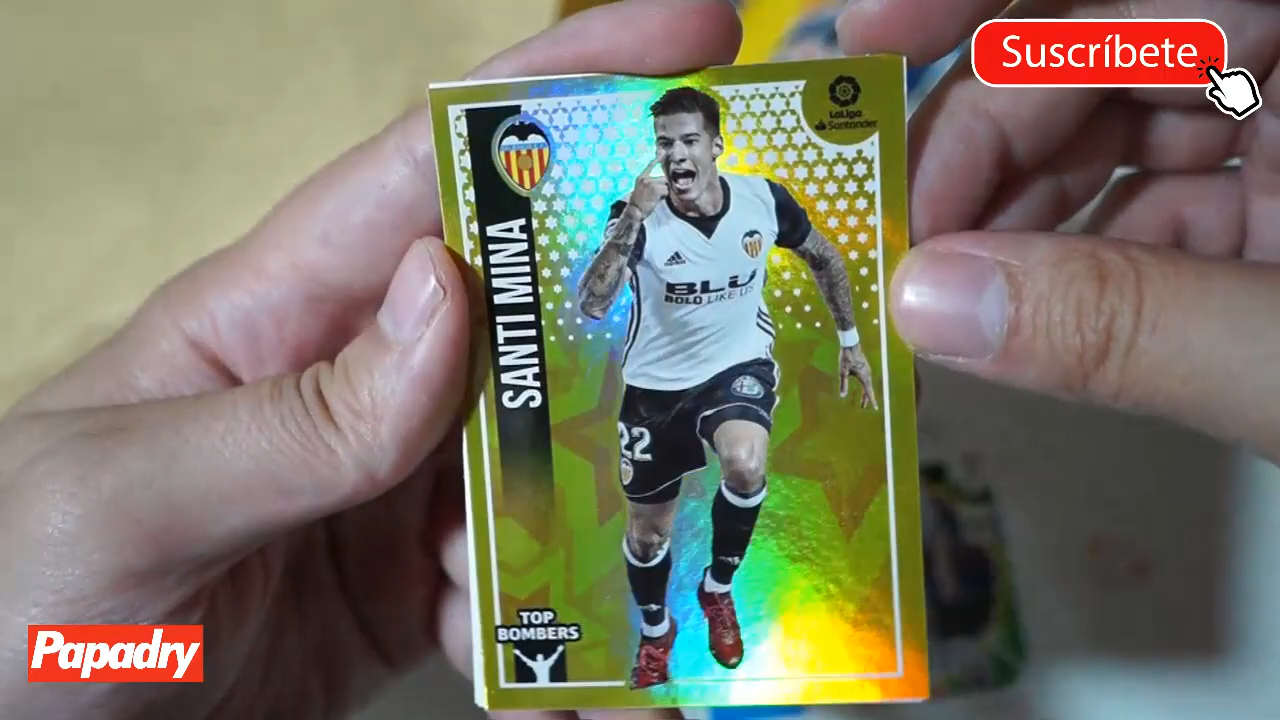 Suscríbete
LaLiga
Santander
SANTI MINA
BLU
BOLD LIKE US
22
TOP
BOMBERS
Papadry